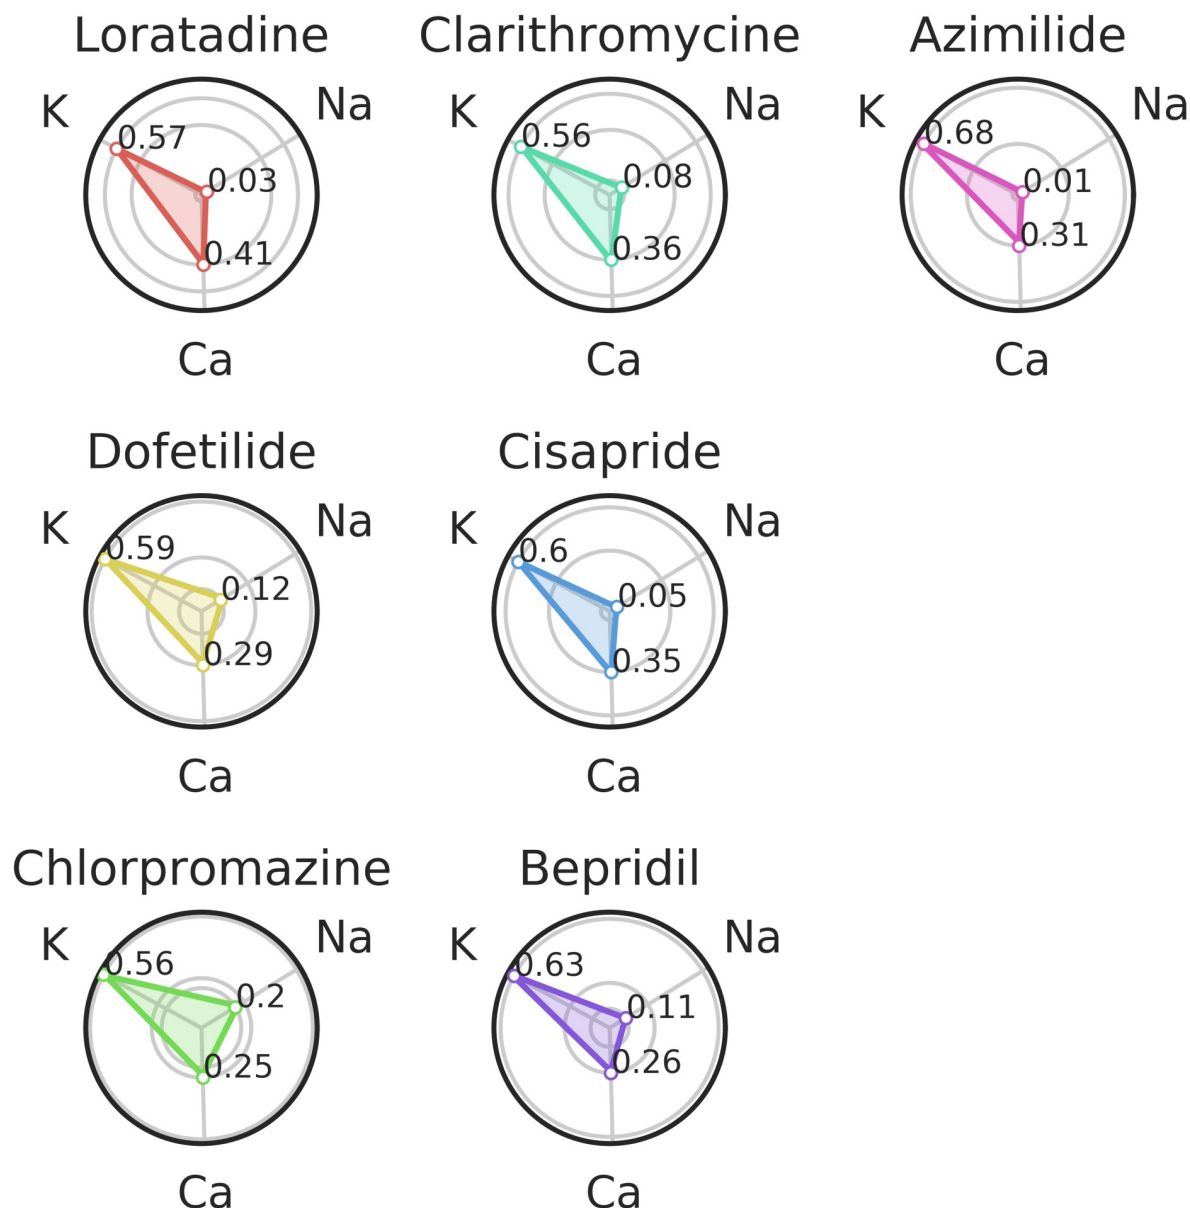 Loratadine
K
Na
0.57
0.03
0.41
Ca
Clarithromycine
K
Na
0.56
0.08
0.36
Ca
Azimilide
K
Na
0.68
0.01
0.31
Ca
Dofetilide
K
Na
0.59
0.12
0.29
Ca
Cisapride
K
Na
0.6
0.05
0.35
Ca
Chlorpromazine
K
Na
0.56
0.2
0.25
Ca
Bepridil
K
Na
0.63
0.11
0.26
Ca